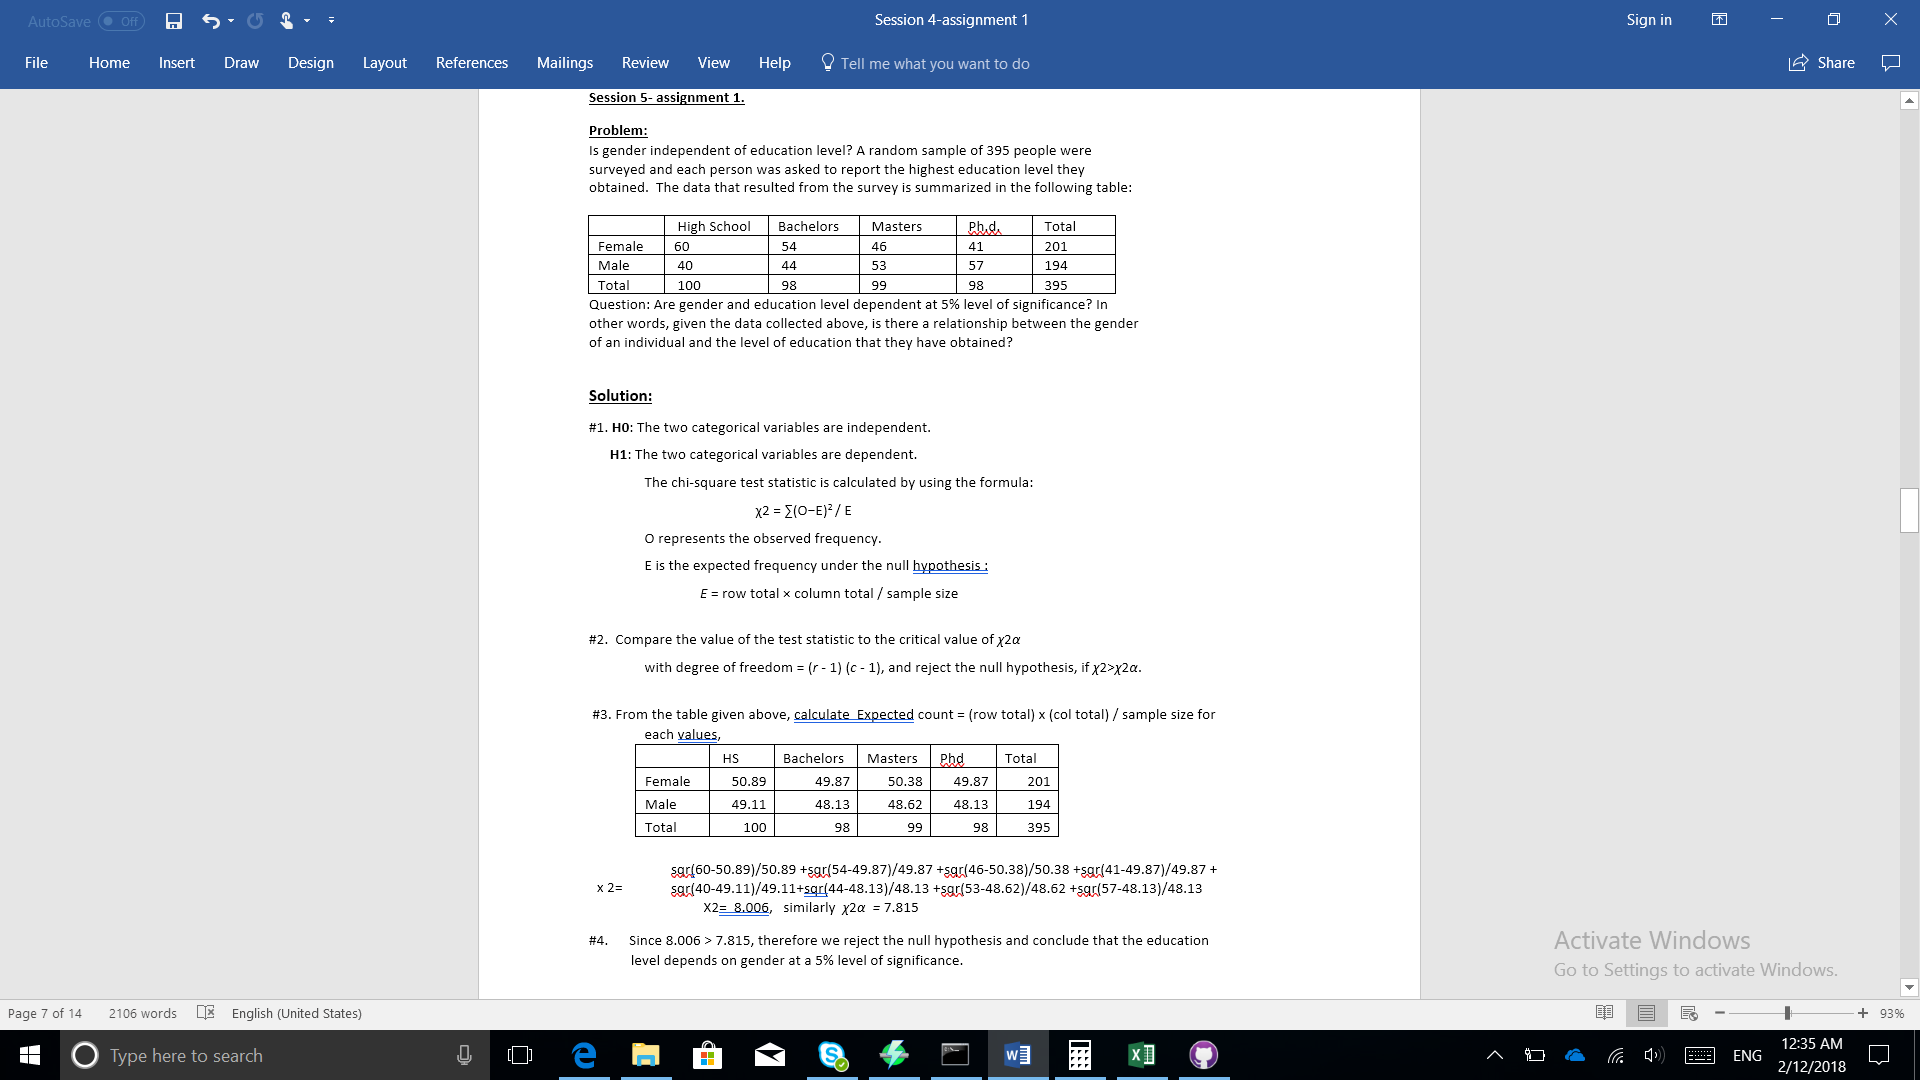 AutoSave Off
Session 4-assignment 1
Sign in
File Home Insert Draw Design Layout References Mailings Review View Help Tell me what you want to do Share
Session 5- assignment 1.
Problem:
Is gender independent of education level? A random sample of 395 people were
surveyed and each person was asked to report the highest education level they
obtained. The data that resulted from the survey is summarized in the following table:
High School Bachelors Masters Ph.d. Total
Female 60 54 46 41 201
Male 40 44 53 57 194
Total 100 98 99 98 395
Question: Are gender and education level dependent at 5% level of significance? In
other words, given the data collected above, is there a relationship between the gender
of an individual and the level of education that they have obtained?
Solution:
#1. H0: The two categorical variables are independent.
H1: The two categorical variables are dependent.
The chi-square test statistic is calculated by using the formula:
χ2 = ∑(O−E)² / E
O represents the observed frequency.
E is the expected frequency under the null hypothesis :
E = row total × column total / sample size
#2. Compare the value of the test statistic to the critical value of χ2α
with degree of freedom = (r - 1) (c - 1), and reject the null hypothesis, if χ2>χ2α.
#3. From the table given above, calculate Expected count = (row total) x (col total) / sample size for
each values,
HS Bachelors Masters Phd Total
Female 50.89 49.87 50.38 49.87 201
Male 49.11 48.13 48.62 48.13 194
Total 100 98 99 98 395
sqr(60-50.89)/50.89 +sqr(54-49.87)/49.87 +sqr(46-50.38)/50.38 +sqr(41-49.87)/49.87 +
x 2= sqr(40-49.11)/49.11+sqr(44-48.13)/48.13 +sqr(53-48.62)/48.62 +sqr(57-48.13)/48.13
X2= 8.006, similarly χ2α = 7.815
#4. Since 8.006 > 7.815, therefore we reject the null hypothesis and conclude that the education
level depends on gender at a 5% level of significance.
Activate Windows
Go to Settings to activate Windows.
Page 7 of 14 2106 words English (United States) 93%
Type here to search
ENG
12:35 AM
2/12/2018